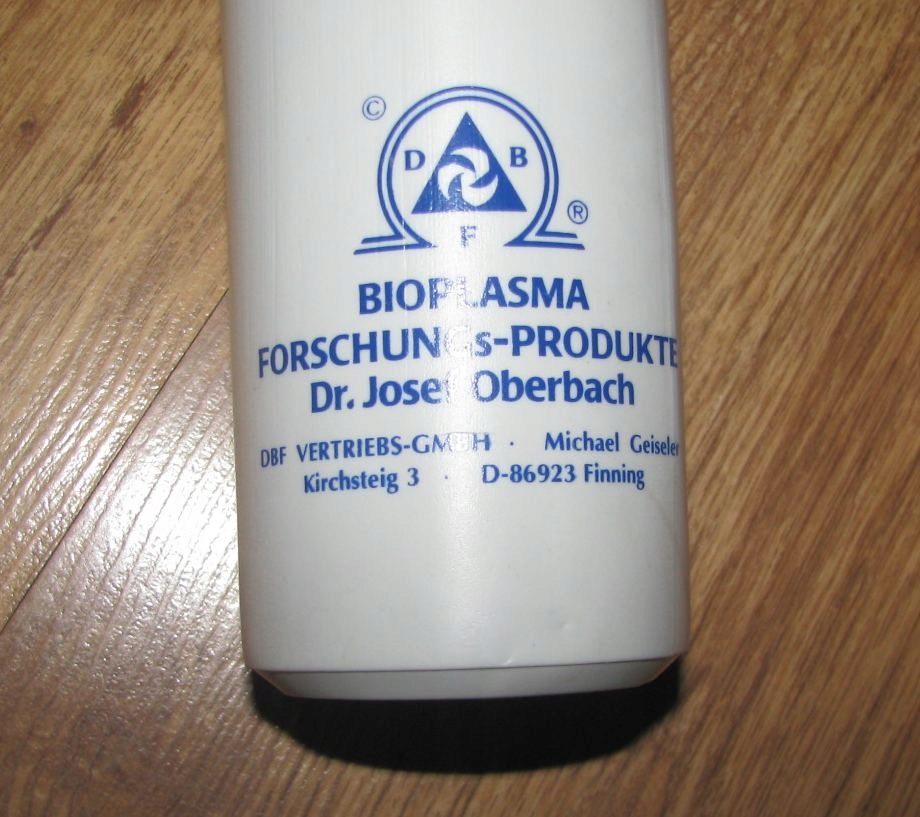 ©
D B
®
F
BIOPLASMA
FORSCHUNGs-PRODUKTE
Dr. Josef Oberbach
DBF VERTRIEBS-GMBH · Michael Geiseler
Kirchsteig 3 · D-86923 Finning